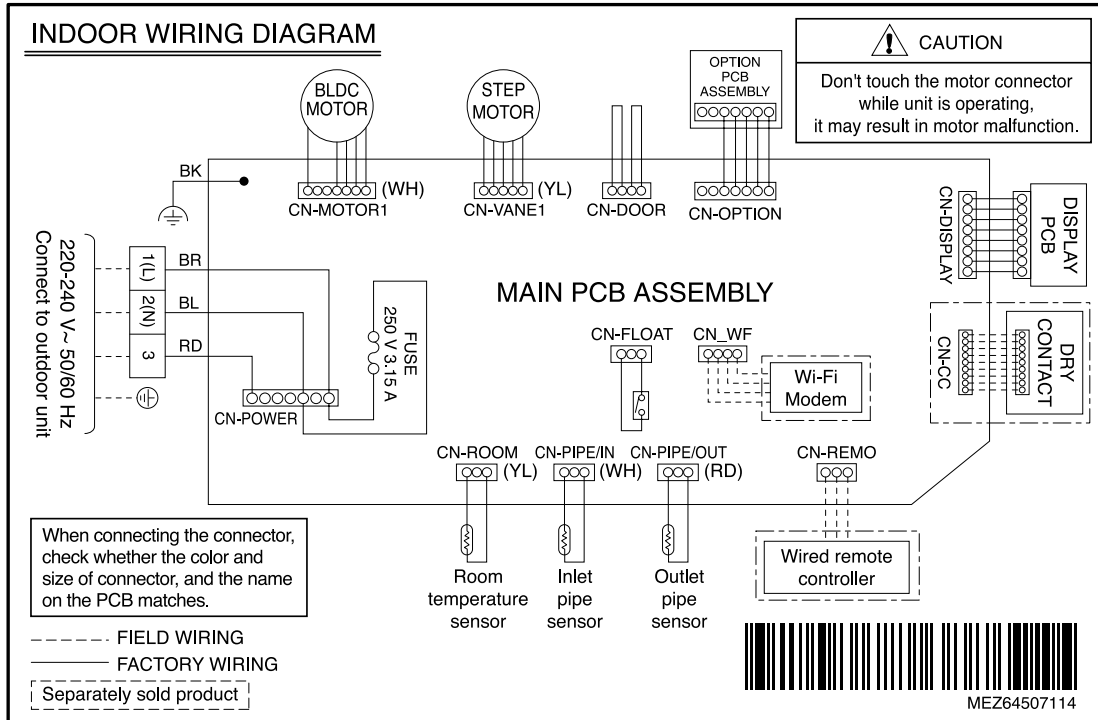 INDOOR WIRING DIAGRAM
CAUTION
Don't touch the motor connector
while unit is operating,
it may result in motor malfunction.
BLDC
MOTOR
STEP
MOTOR
OPTION
PCB
ASSEMBLY
BK
(WH)
CN-MOTOR1
(YL)
CN-VANE1
CN-DOOR
CN-OPTION
CN-DISPLAY
DISPLAY
PCB
220-240 V~ 50/60 Hz
Connect to outdoor unit
1(L)
BR
2(N)
BL
3
RD
FUSE
250 V 3.15 A
CN-POWER
MAIN PCB ASSEMBLY
CN-FLOAT
CN_WF
Wi-Fi
Modem
CN-CC
DRY
CONTACT
CN-ROOM
(YL)
CN-PIPE/IN
(WH)
CN-PIPE/OUT
(RD)
CN-REMO
Room
temperature
sensor
Inlet
pipe
sensor
Outlet
pipe
sensor
Wired remote
controller
When connecting the connector,
check whether the color and
size of connector, and the name
on the PCB matches.
FIELD WIRING
FACTORY WIRING
Separately sold product
MEZ64507114